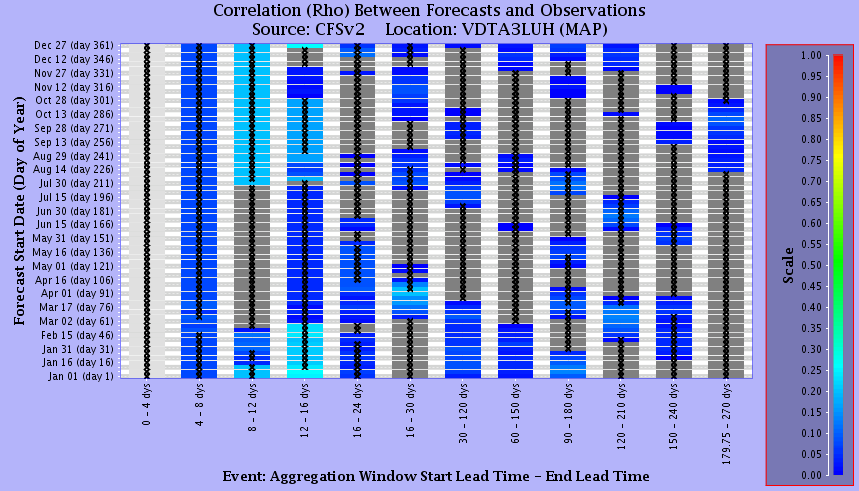 Correlation (Rho) Between Forecasts and Observations
Source: CFSv2 Location: VDTA3LUH (MAP)
Forecast Start Date (Day of Year)
Dec 27 (day 361)
Dec 12 (day 346)
Nov 27 (day 331)
Nov 12 (day 316)
Oct 28 (day 301)
Oct 13 (day 286)
Sep 28 (day 271)
Sep 13 (day 256)
Aug 29 (day 241)
Aug 14 (day 226)
Jul 30 (day 211)
Jul 15 (day 196)
Jun 30 (day 181)
Jun 15 (day 166)
May 31 (day 151)
May 16 (day 136)
May 01 (day 121)
Apr 16 (day 106)
Apr 01 (day 91)
Mar 17 (day 76)
Mar 02 (day 61)
Feb 15 (day 46)
Jan 31 (day 31)
Jan 16 (day 16)
Jan 01 (day 1)
0 - 4 dys
4 - 8 dys
8 - 12 dys
12 - 16 dys
16 - 24 dys
16 - 30 dys
30 - 120 dys
60 - 150 dys
90 - 180 dys
120 - 210 dys
150 - 240 dys
179.75 - 270 dys
Event: Aggregation Window Start Lead Time - End Lead Time
Scale
1.00
0.95
0.90
0.85
0.80
0.75
0.70
0.65
0.60
0.55
0.50
0.45
0.40
0.35
0.30
0.25
0.20
0.15
0.10
0.05
0.00